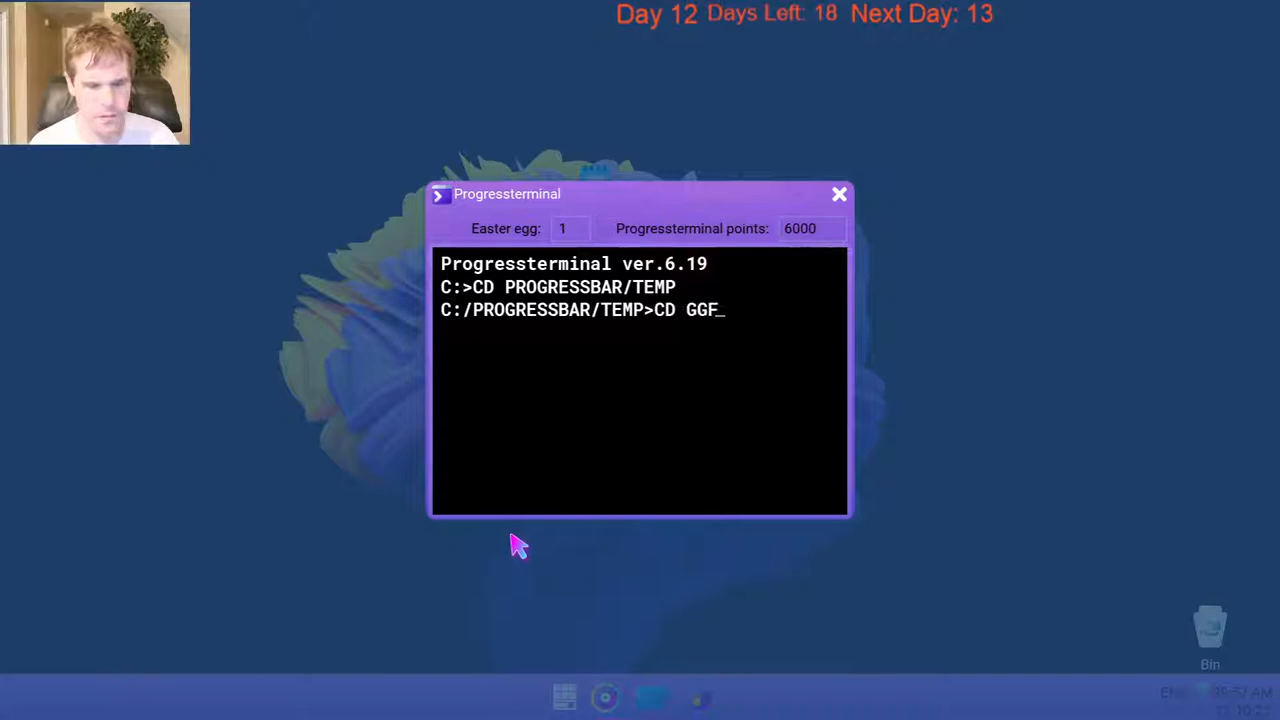 Day 12 Days Left: 18 Next Day: 13
Progressterminal
Easter egg: 1 Progressterminal points: 6000
Progressterminal ver.6.19
C:>CD PROGRESSBAR/TEMP
C:/PROGRESSBAR/TEMP>CD GGF_
Bin
AM